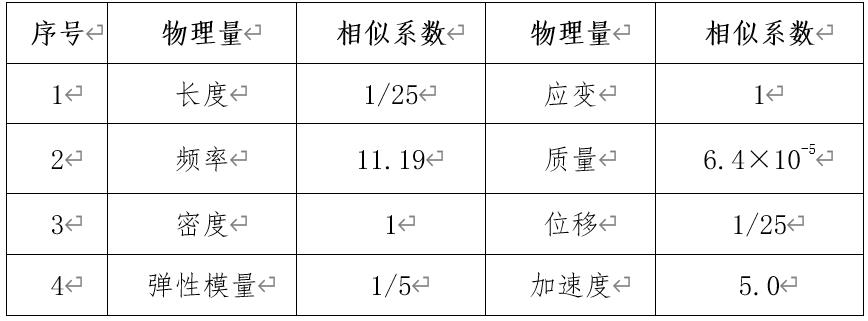 序号 物理量 相似系数 物理量 相似系数
1 长度 1/25 应变 1
2 频率 11.19 质量 6.4×10⁻⁵
3 密度 1 位移 1/25
4 弹性模量 1/5 加速度 5.0